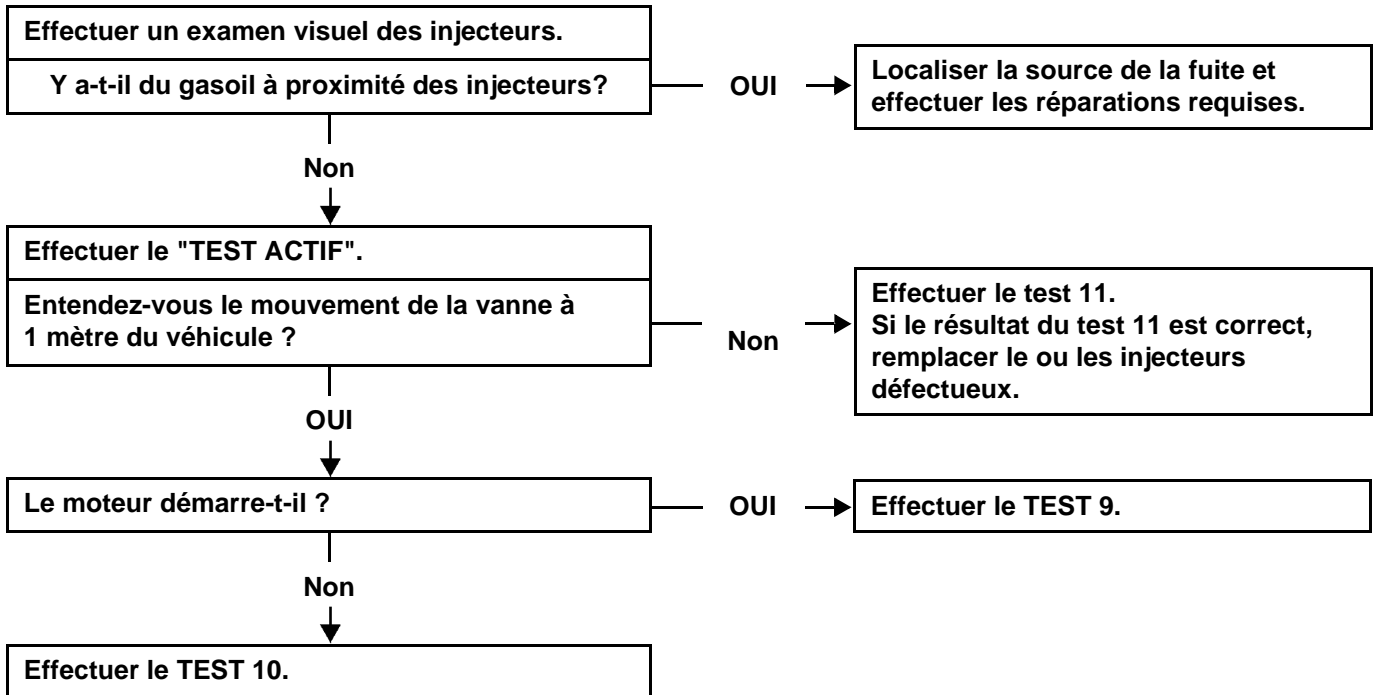 Effectuer un examen visuel des injecteurs.
Y a-t-il du gasoil à proximité des injecteurs?
OUI
Localiser la source de la fuite et
effectuer les réparations requises.
Non
Effectuer le "TEST ACTIF".
Entendez-vous le mouvement de la vanne à
1 mètre du véhicule ?
Non
Effectuer le test 11.
Si le résultat du test 11 est correct,
remplacer le ou les injecteurs
défectueux.
OUI
Le moteur démarre-t-il ?
OUI
Effectuer le TEST 9.
Non
Effectuer le TEST 10.